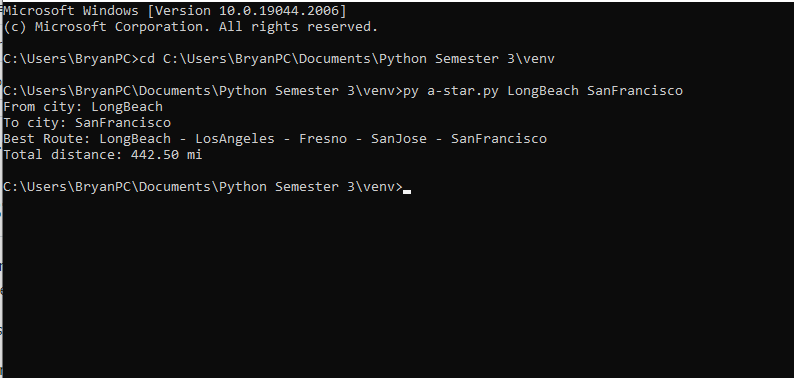 Microsoft Windows [Version 10.0.19044.2006]
(c) Microsoft Corporation. All rights reserved.
C:\Users\BryanPC>cd C:\Users\BryanPC\Documents\Python Semester 3\venv
C:\Users\BryanPC\Documents\Python Semester 3\venv>py a-star.py LongBeach SanFrancisco
From city: LongBeach
To city: SanFrancisco
Best Route: LongBeach - LosAngeles - Fresno - SanJose - SanFrancisco
Total distance: 442.50 mi
C:\Users\BryanPC\Documents\Python Semester 3\venv>